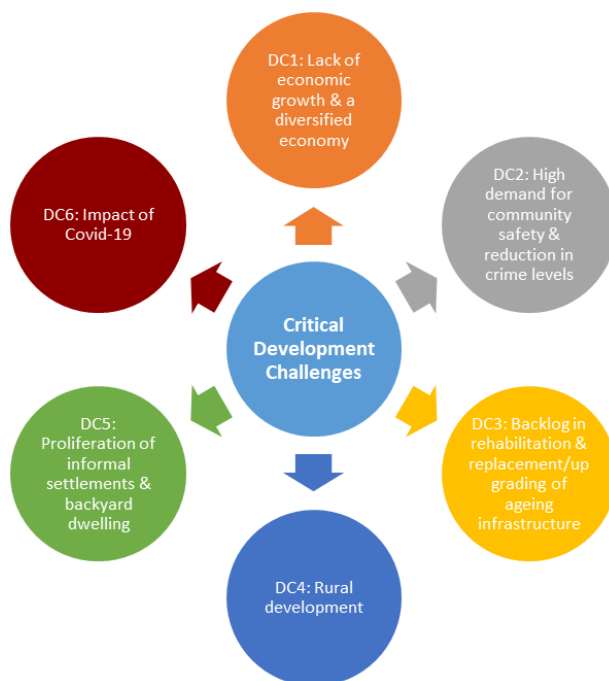 DC1: Lack of
economic
growth & a
diversified
economy
DC2: High
demand for
community
safety &
reduction in
crime levels
DC6: Impact of
Covid-19
Critical
Development
Challenges
DC5:
Proliferation of
informal
settlements &
backyard
dwelling
DC3: Backlog in
rehabilitation &
replacement/up
grading of
ageing
infrastructure
DC4: Rural
development